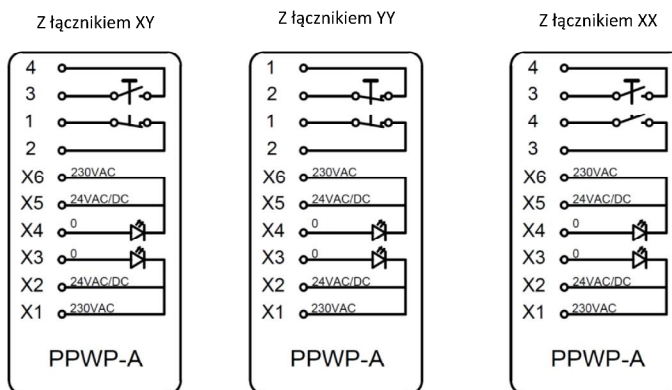 Z łącznikiem XY
4
3
1
2
X6 230VAC
X5 24VAC/DC
X4 0
X3 0
X2 24VAC/DC
X1 230VAC
PPWP-A
Z łącznikiem YY
1
2
1
2
X6 230VAC
X5 24VAC/DC
X4 0
X3 0
X2 24VAC/DC
X1 230VAC
PPWP-A
Z łącznikiem XX
4
3
4
3
X6 230VAC
X5 24VAC/DC
X4 0
X3 0
X2 24VAC/DC
X1 230VAC
PPWP-A